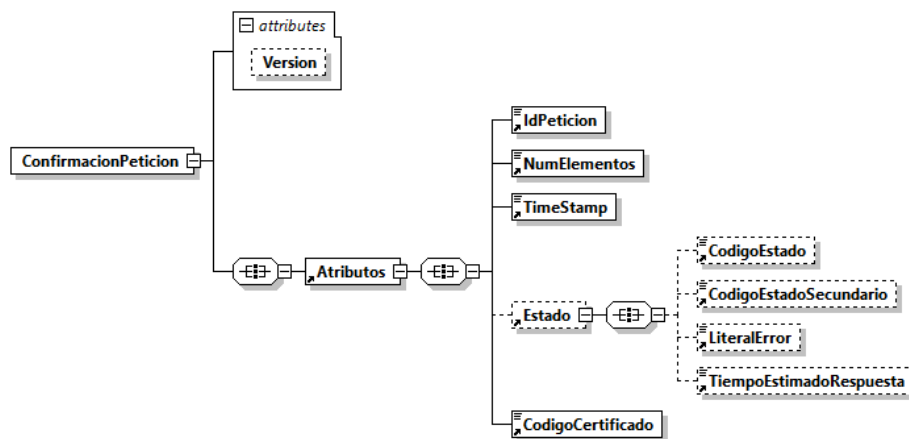 attributes
Version
IdPeticion
ConfirmacionPeticion
NumElementos
TimeStamp
CodigoEstado
Atributos
CodigoEstadoSecundario
Estado
LiteralError
TiempoEstimadoRespuesta
CodigoCertificado